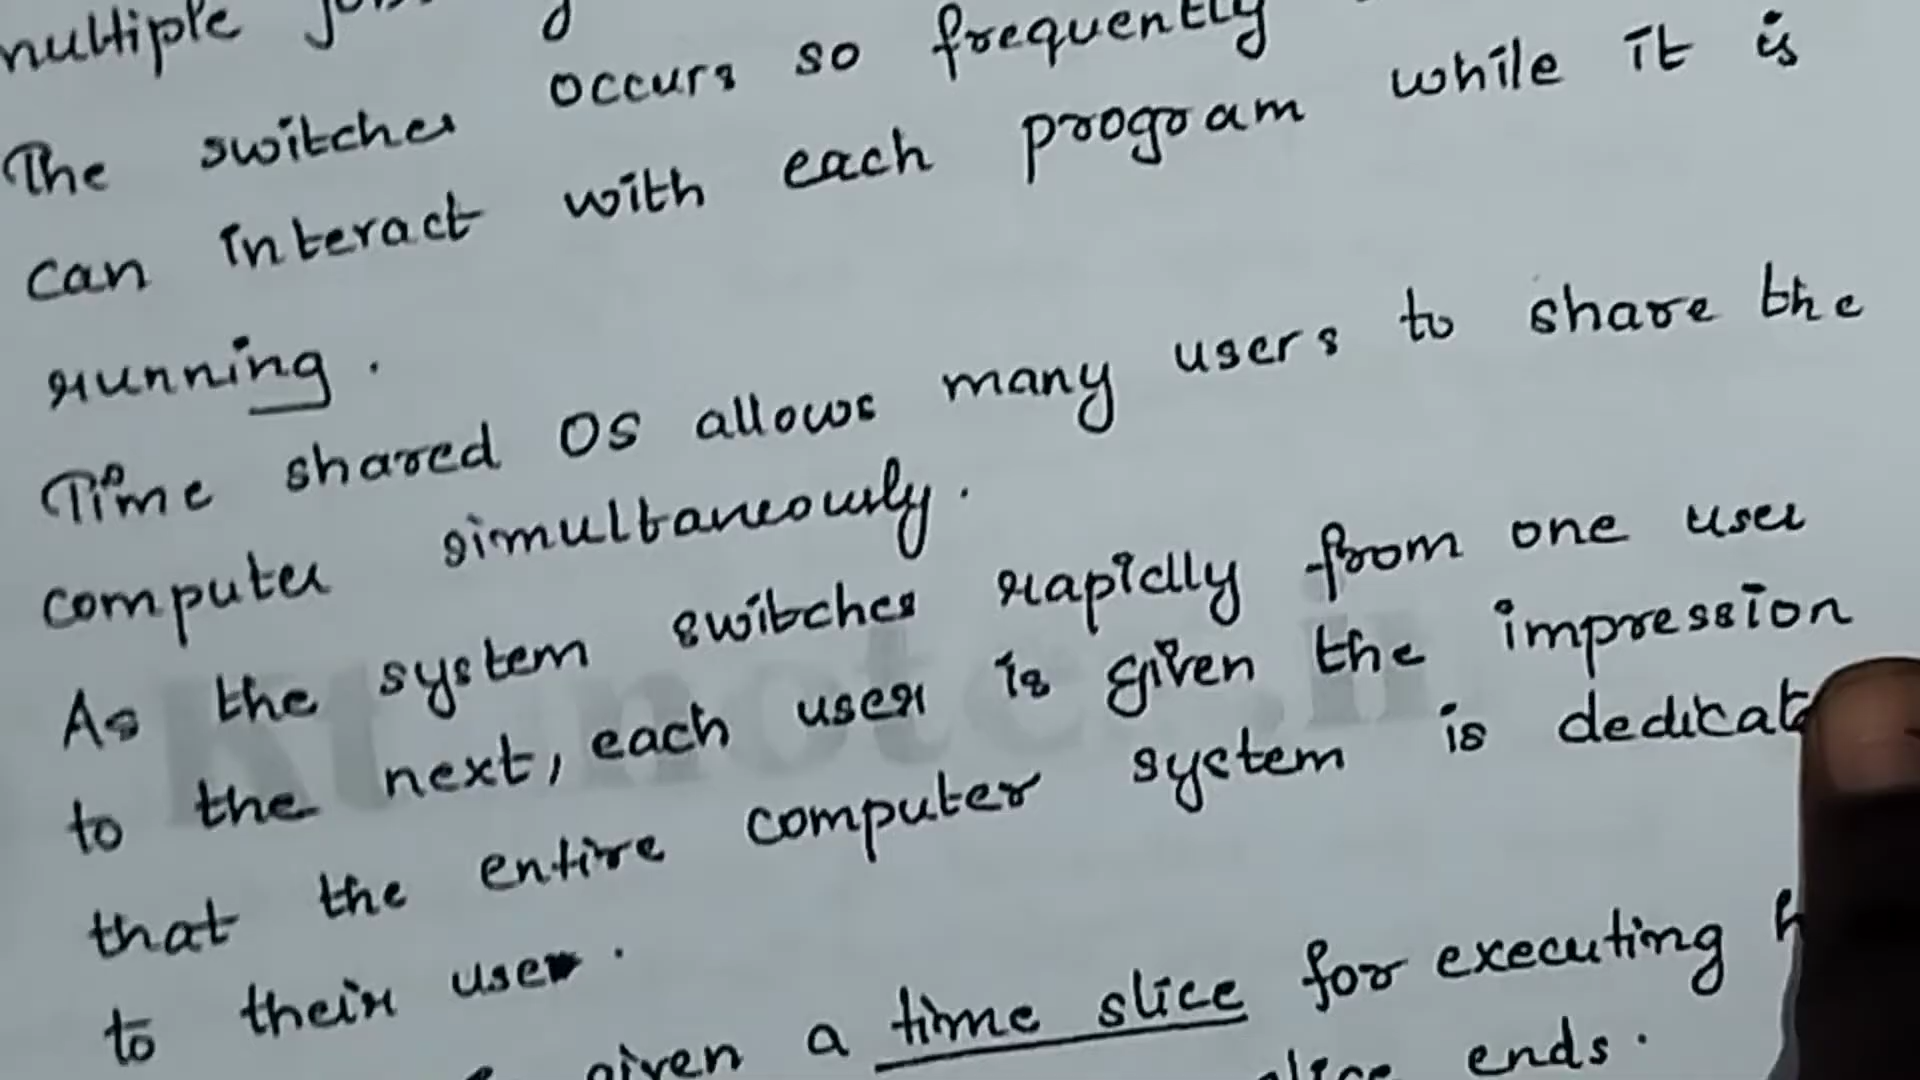 multiple
The switches occurs so frequently
can interact with each program while it is
running.
Time shared OS allows many users to share the
computer simultaneously.
As the system switches rapidly from one user
to the next, each user is given the impression
that the entire computer system is
to their user.
given a time slice for executing
slice ends.